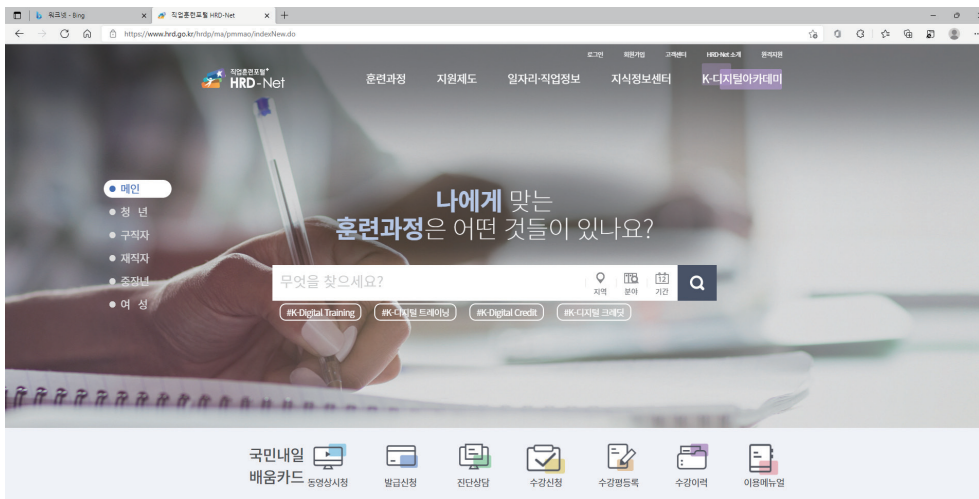 워크넷 - Bing
직업훈련포털 HRD-Net
https://www.hrd.go.kr/hrdp/ma/pmmao/indexNew.do
로그인 회원가입 고객센터 HRD-Net 소개 원격지원
직업훈련포털+
HRD-Net
훈련과정 지원제도 일자리·직업정보 지식정보센터 K-디지털아카데미
메인
청 년
구직자
재직자
중장년
여 성
나에게 맞는
훈련과정은 어떤 것들이 있나요?
무엇을 찾으세요?
지역 분야 12 기간
#K-Digital Training #K-디지털 트레이닝 #K-Digital Credit #K-디지털 크레딧
국민내일
배움카드
동영상시청 발급신청 진단상담 수강신청 수강평등록 수강이력 이용메뉴얼